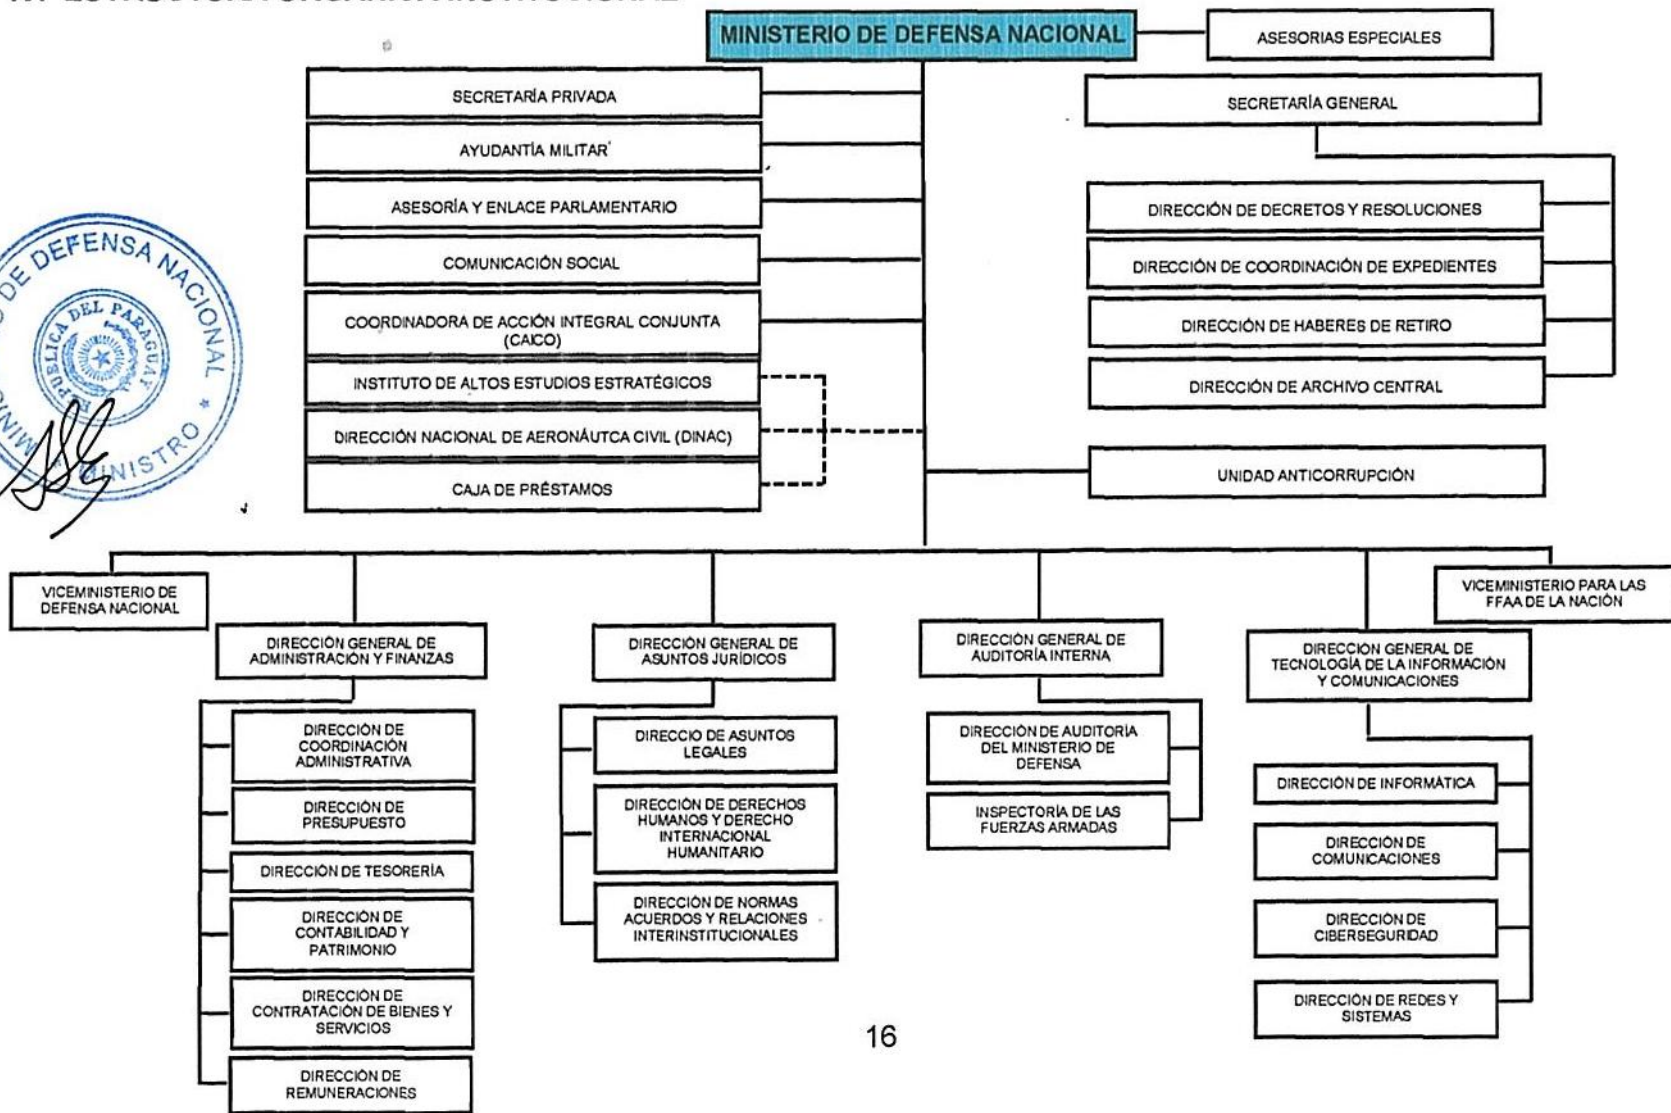 MINISTERIO DE DEFENSA NACIONAL
ASESORIAS ESPECIALES
SECRETARÍA PRIVADA
SECRETARÍA GENERAL
AYUDANTÍA MILITAR
ASESORÍA Y ENLACE PARLAMENTARIO
COMUNICACIÓN SOCIAL
COORDINADORA DE ACCIÓN INTEGRAL CONJUNTA
(CAICO)
INSTITUTO DE ALTOS ESTUDIOS ESTRATÉGICOS
DIRECCIÓN NACIONAL DE AERONÁUTCA CIVIL (DINAC)
CAJA DE PRÉSTAMOS
DIRECCIÓN DE DECRETOS Y RESOLUCIONES
DIRECCIÓN DE COORDINACIÓN DE EXPEDIENTES
DIRECCIÓN DE HABERES DE RETIRO
DIRECCIÓN DE ARCHIVO CENTRAL
UNIDAD ANTICORRUPCIÓN
DE DEFENSA NACIONAL
MINISTRO
DEL PARAGUAY
VICEMINISTERIO DE
DEFENSA NACIONAL
VICEMINISTERIO PARA LAS
FFAA DE LA NACIÓN
DIRECCIÓN GENERAL DE
ADMINISTRACIÓN Y FINANZAS
DIRECCIÓN DE
COORDINACIÓN
ADMINISTRATIVA
DIRECCIÓN DE
PRESUPUESTO
DIRECCIÓN DE TESORERÍA
DIRECCIÓN DE
CONTABILIDAD Y
PATRIMONIO
DIRECCIÓN DE
CONTRATACIÓN DE BIENES Y
SERVICIOS
DIRECCIÓN DE
REMUNERACIONES
DIRECCIÓN GENERAL DE
ASUNTOS JURÍDICOS
DIRECCIO DE ASUNTOS
LEGALES
DIRECCIÓN DE DERECHOS
HUMANOS Y DERECHO
INTERNACIONAL
HUMANITARIO
DIRECCIÓN DE NORMAS
ACUERDOS Y RELACIONES
INTERINSTITUCIONALES
DIRECCIÓN GENERAL DE
AUDITORÍA INTERNA
DIRECCIÓN DE AUDITORÍA
DEL MINISTERIO DE
DEFENSA
INSPECTORÍA DE LAS
FUERZAS ARMADAS
DIRECCIÓN GENERAL DE
TECNOLOGÍA DE LA INFORMACIÓN
Y COMUNICACIONES
DIRECCIÓN DE INFORMÁTICA
DIRECCIÓN DE
COMUNICACIONES
DIRECCIÓN DE
CIBERSEGURIDAD
DIRECCIÓN DE REDES Y
SISTEMAS
16